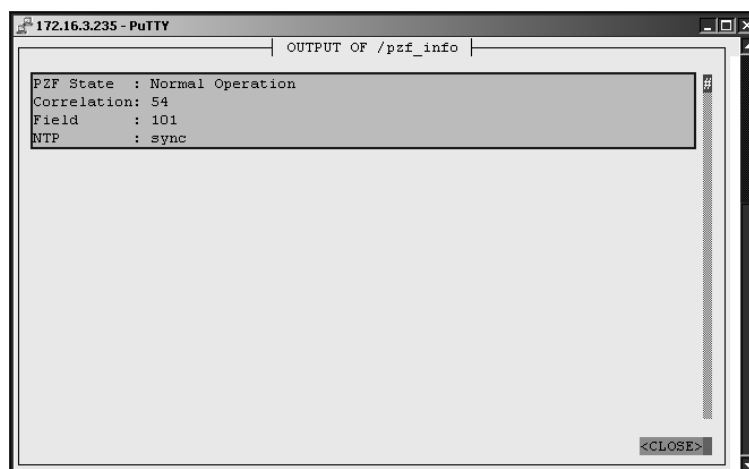 172.16.3.235 - PuTTY
OUTPUT OF /pzf_info
PZF State  : Normal Operation
Correlation: 54
Field      : 101
NTP        : sync
#
<CLOSE>